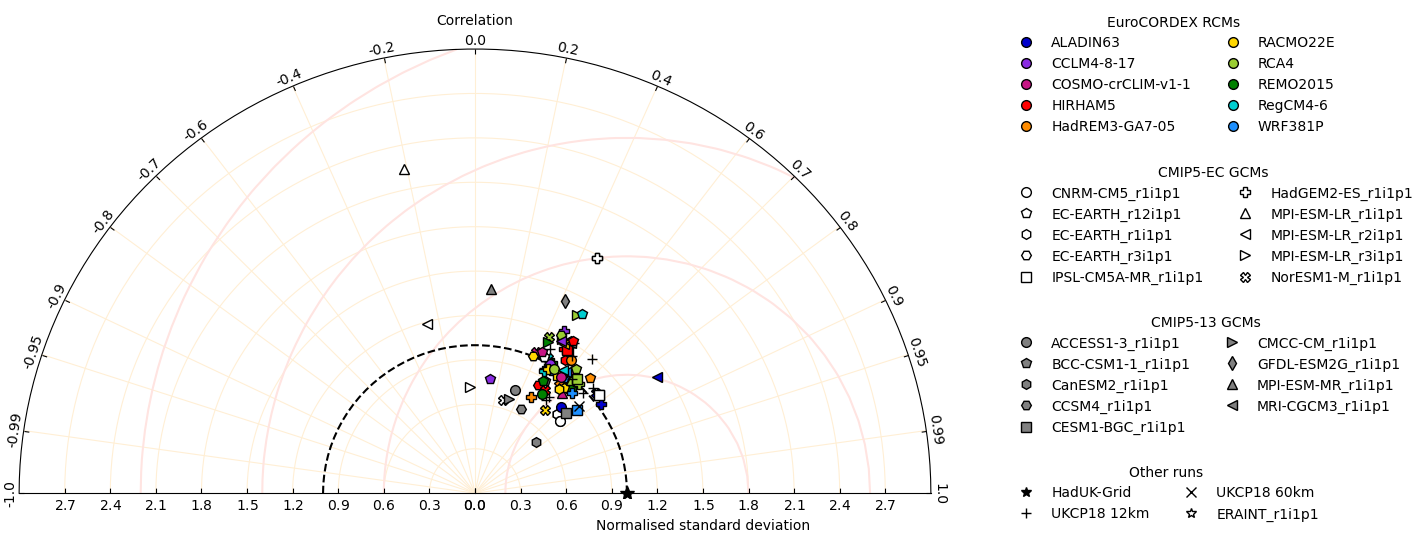 Correlation
-1.0
-0.99
-0.95
-0.9
-0.8
-0.7
-0.6
-0.4
-0.2
0.0
0.2
0.4
0.6
0.7
0.8
0.9
0.95
0.99
1.0
2.7 2.4 2.1 1.8 1.5 1.2 0.9 0.6 0.3 0.0 0.3 0.6 0.9 1.2 1.5 1.8 2.1 2.4 2.7
Normalised standard deviation
EuroCORDEX RCMs
ALADIN63
CCLM4-8-17
COSMO-crCLIM-v1-1
HIRHAM5
HadREM3-GA7-05
RACMO22E
RCA4
REMO2015
RegCM4-6
WRF381P
CMIP5-EC GCMs
CNRM-CM5_r1i1p1
EC-EARTH_r12i1p1
EC-EARTH_r1i1p1
EC-EARTH_r3i1p1
IPSL-CM5A-MR_r1i1p1
HadGEM2-ES_r1i1p1
MPI-ESM-LR_r1i1p1
MPI-ESM-LR_r2i1p1
MPI-ESM-LR_r3i1p1
NorESM1-M_r1i1p1
CMIP5-13 GCMs
ACCESS1-3_r1i1p1
BCC-CSM1-1_r1i1p1
CanESM2_r1i1p1
CCSM4_r1i1p1
CESM1-BGC_r1i1p1
CMCC-CM_r1i1p1
GFDL-ESM2G_r1i1p1
MPI-ESM-MR_r1i1p1
MRI-CGCM3_r1i1p1
Other runs
HadUK-Grid
UKCP18 12km
UKCP18 60km
ERAINT_r1i1p1